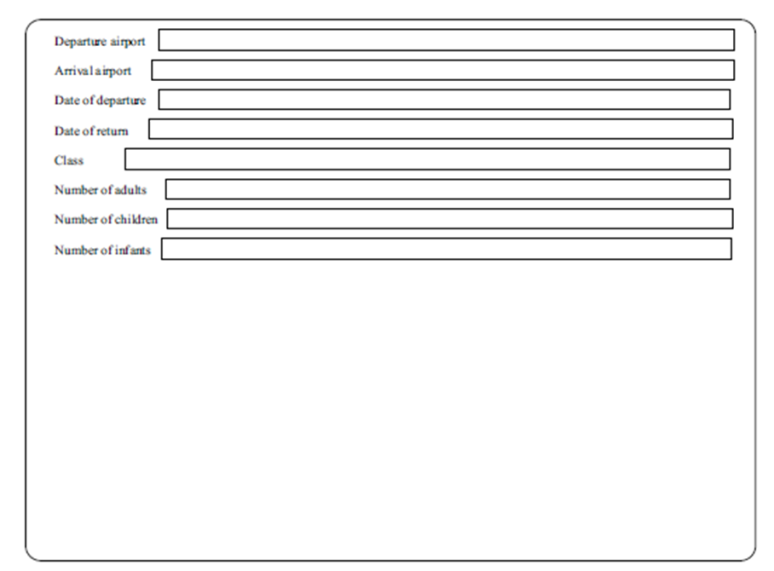 Departure airport
Arrival airport
Date of departure
Date of return
Class
Number of adults
Number of children
Number of infants